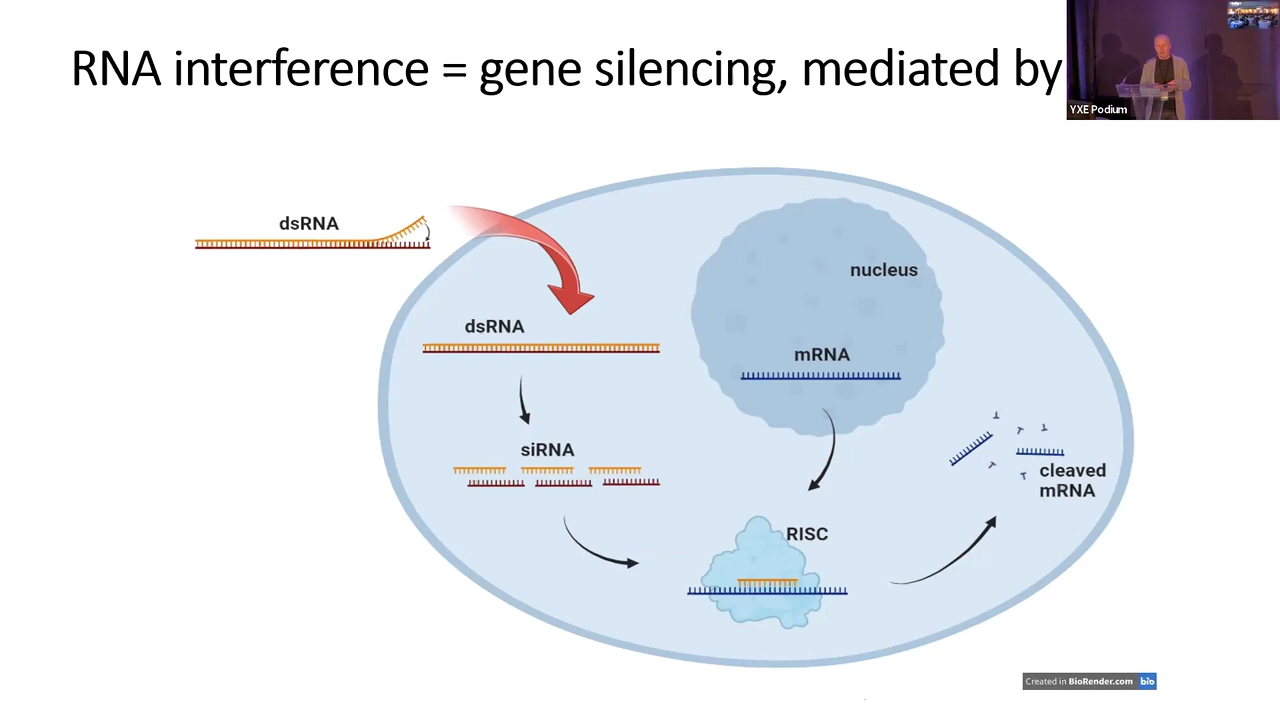 RNA interference = gene silencing, mediated by
YXE Podium
dsRNA
nucleus
dsRNA
mRNA
siRNA
cleaved
mRNA
RISC
Created in BioRender.com bio